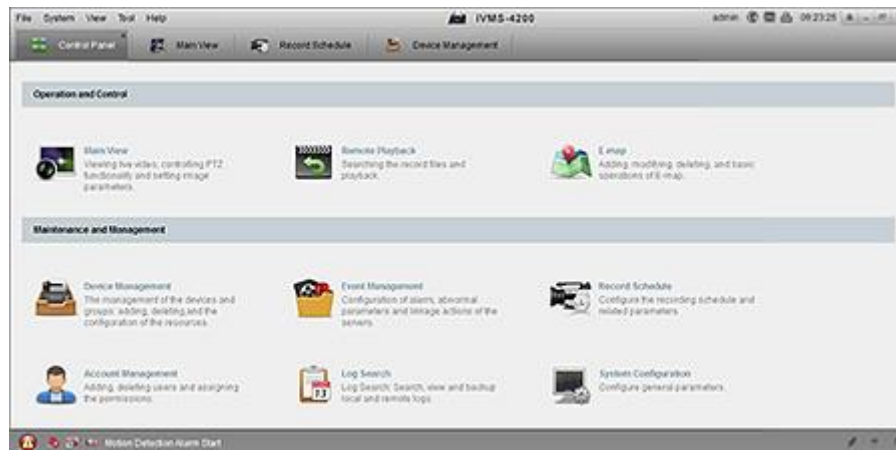 File System View Tool Help
iVMS-4200
admin 09:23:25
Control Panel
Main View
Record Schedule
Device Management
Operation and Control
Main View
Viewing live video, controlling PTZ
functionality and setting image
parameters.
Remote Playback
Searching the record files and
playback.
E-map
Adding, modifying, deleting, and basic
operations of E-map.
Maintenance and Management
Device Management
The management of the devices and
groups: adding, deleting and the
configuration of the resources.
Event Management
Configuration of alarm, abnormal
parameters and linkage actions of the
servers.
Record Schedule
Configure the recording schedule and
related parameters.
Account Management
Adding, deleting users and assigning
the permissions.
Log Search
Log Search: Search, view and backup
local and remote logs.
System Configuration
Configure general parameters.
13
Motion Detection Alarm Start